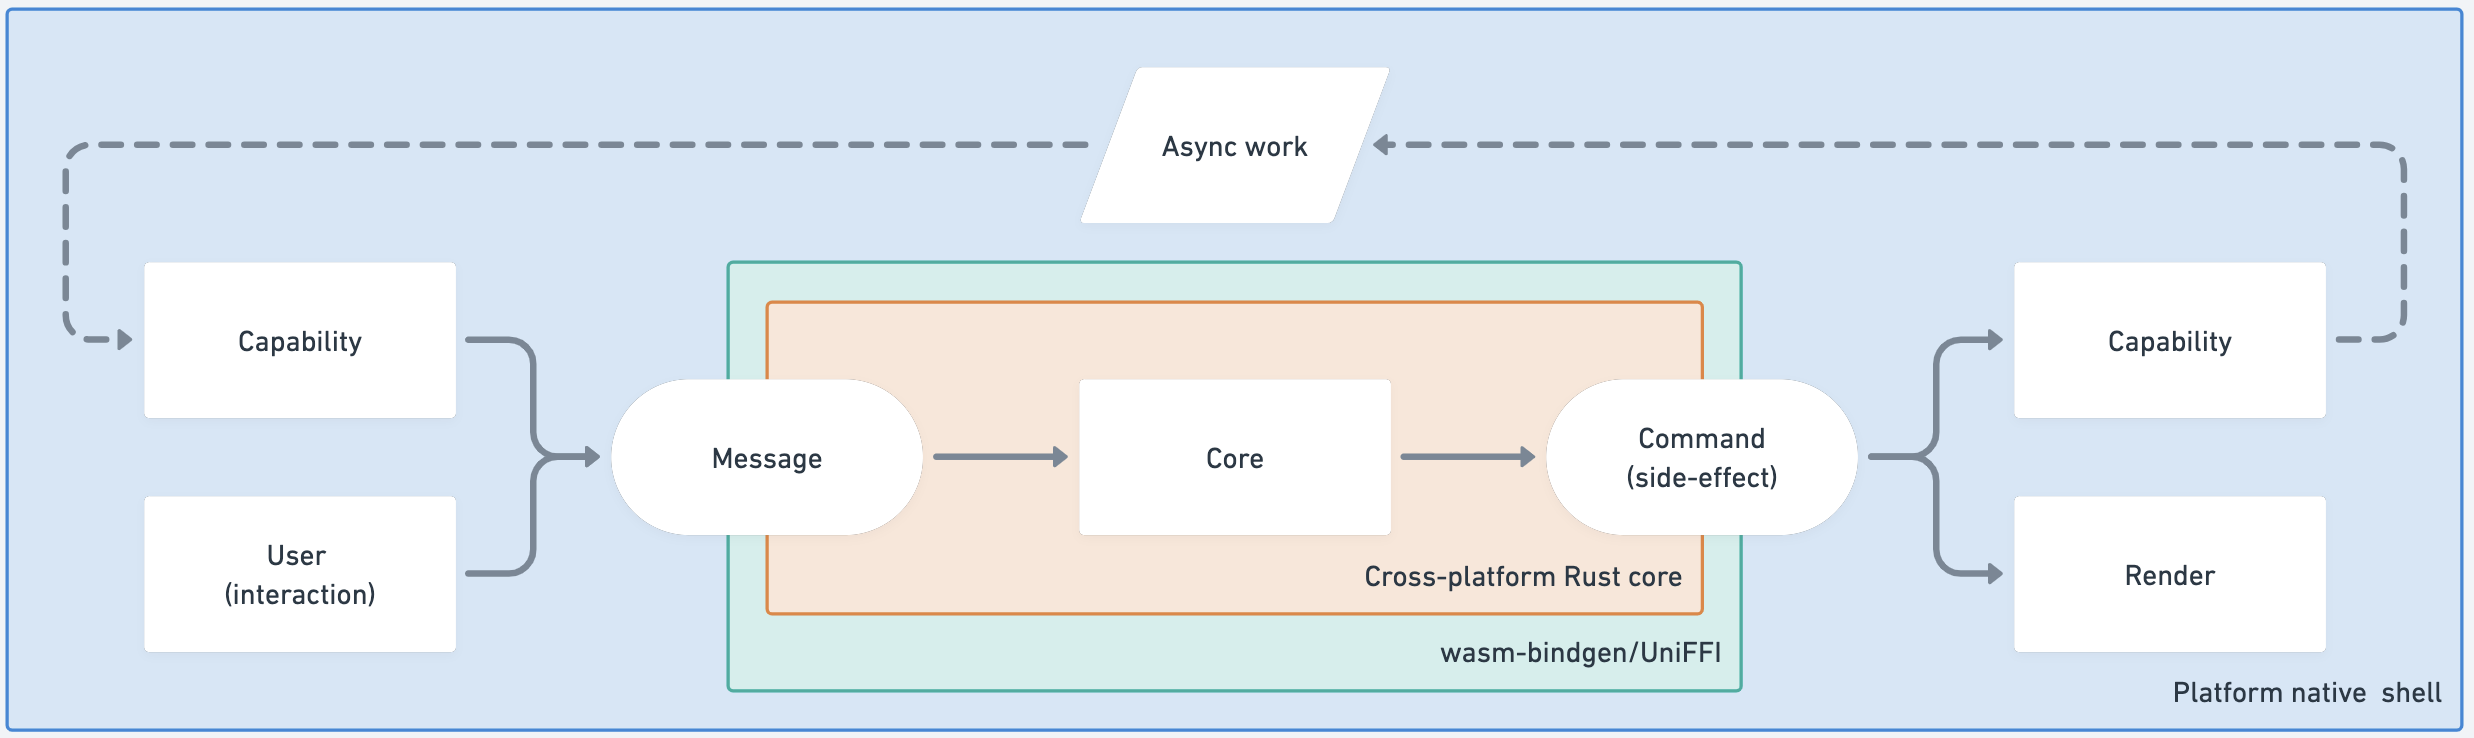 Async work
Capability
Capability
Message
Core
Command
(side-effect)
User
(interaction)
Render
Cross-platform Rust core
wasm-bindgen/UniFFI
Platform native  shell